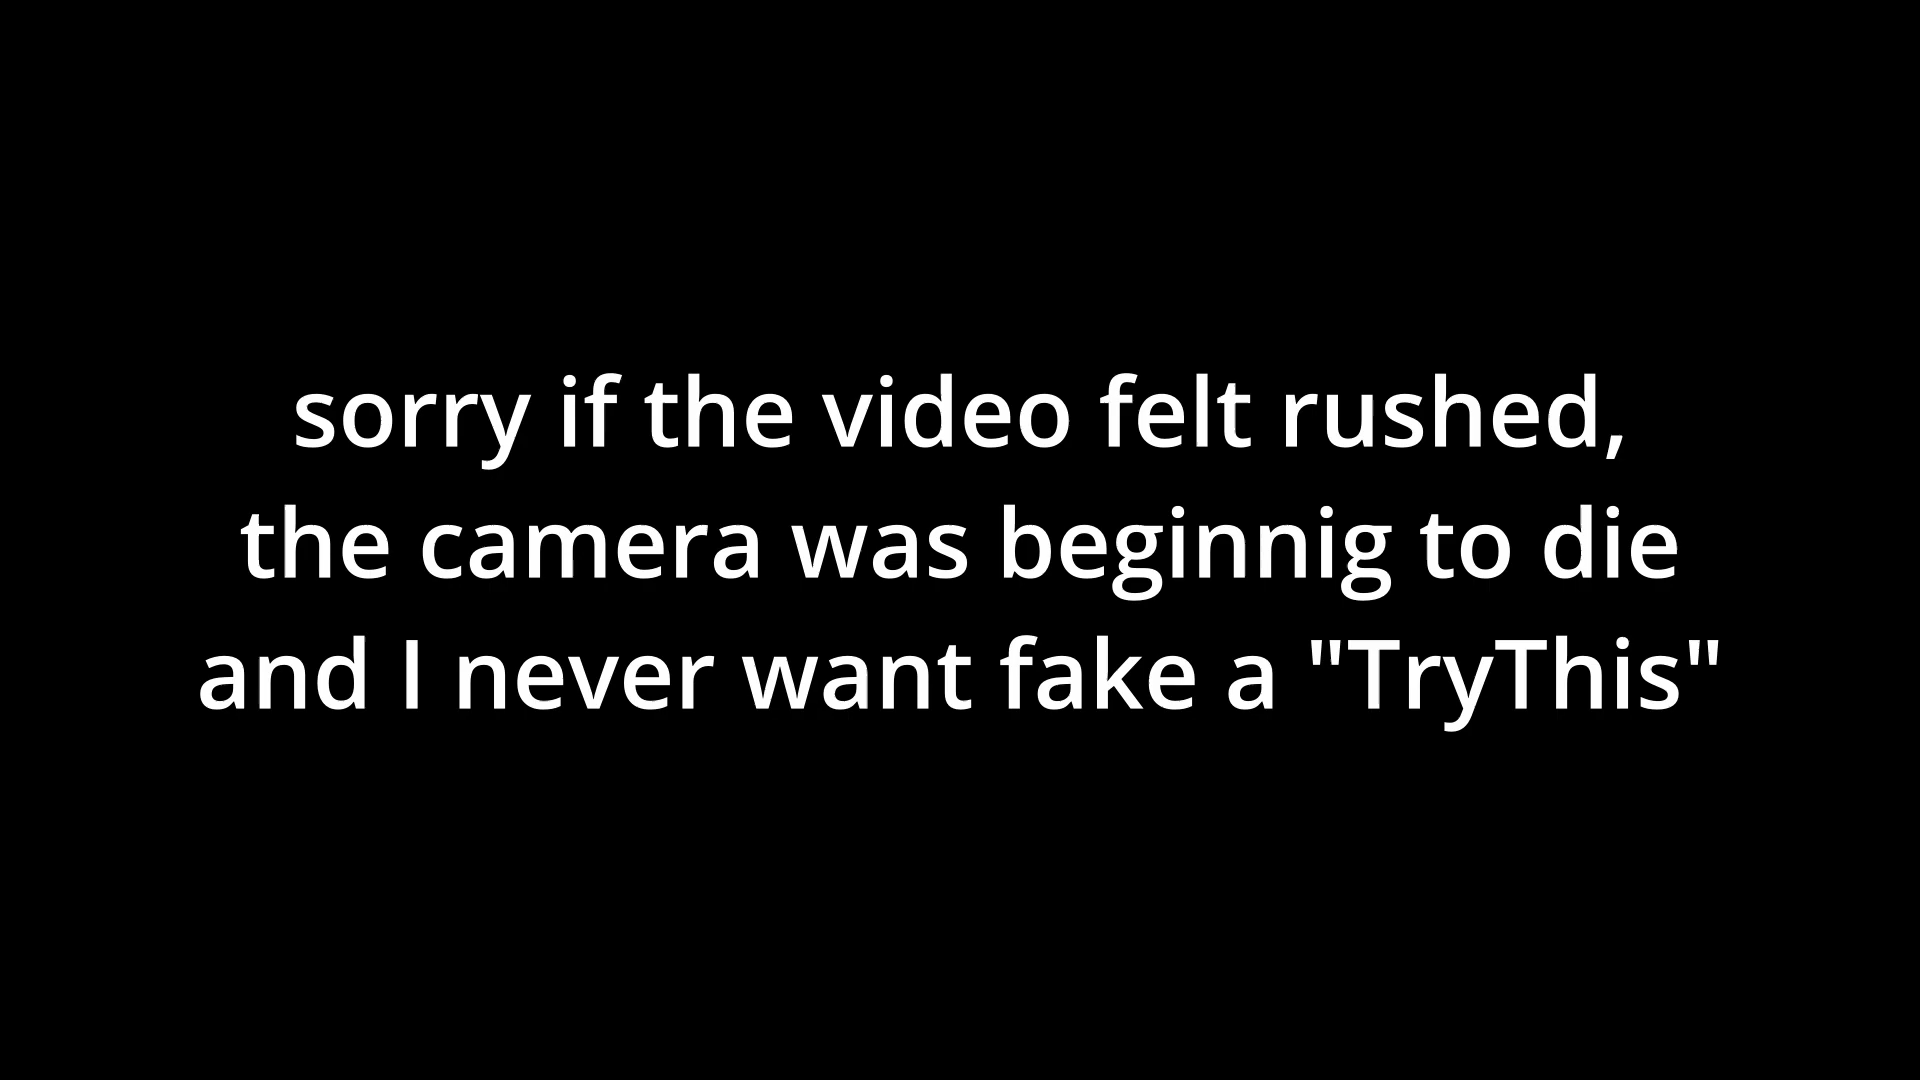 sorry if the video felt rushed,
the camera was beginnig to die
and I never want fake a "TryThis"